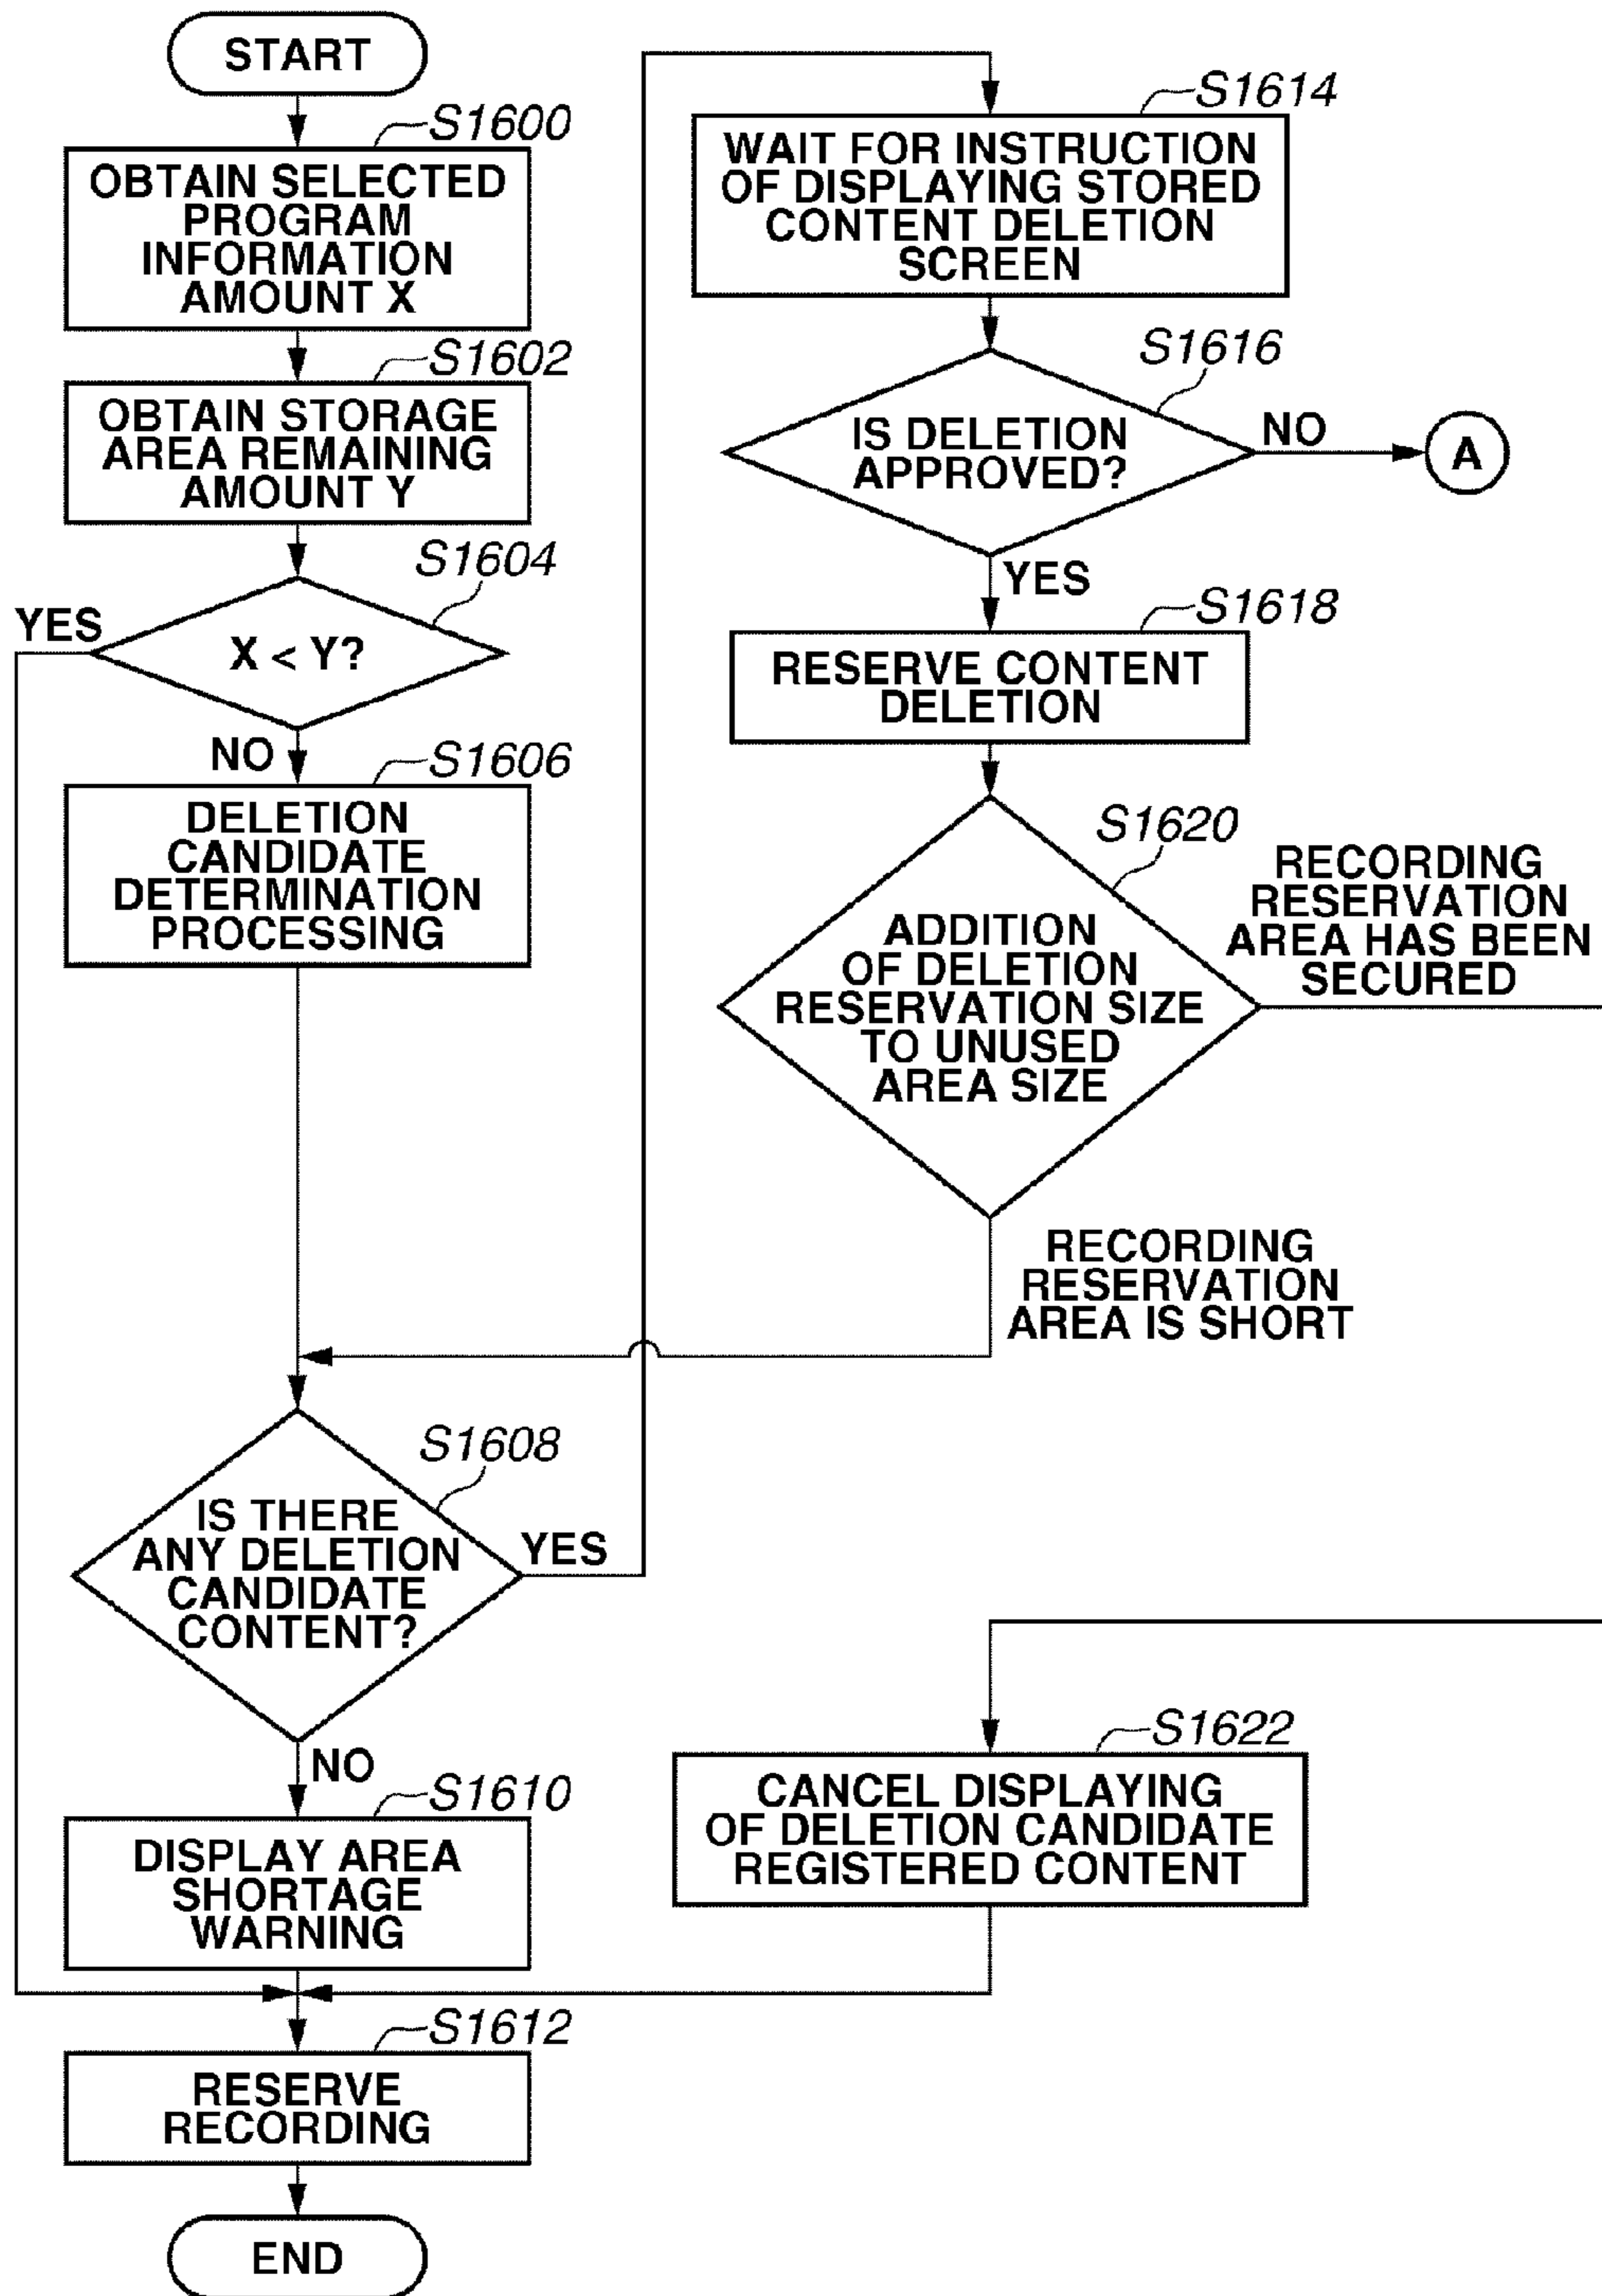 START
S1600
OBTAIN SELECTED
PROGRAM
INFORMATION
AMOUNT X
S1602
OBTAIN STORAGE
AREA REMAINING
AMOUNT Y
S1604
YES
X < Y?
NO
S1606
DELETION
CANDIDATE
DETERMINATION
PROCESSING
S1608
IS THERE
ANY DELETION
CANDIDATE
CONTENT?
YES
NO
S1610
DISPLAY AREA
SHORTAGE
WARNING
S1612
RESERVE
RECORDING
END
S1614
WAIT FOR INSTRUCTION
OF DISPLAYING STORED
CONTENT DELETION
SCREEN
S1616
IS DELETION
APPROVED?
NO
A
YES
S1618
RESERVE CONTENT
DELETION
S1620
ADDITION
OF DELETION
RESERVATION SIZE
TO UNUSED
AREA SIZE
RECORDING
RESERVATION
AREA HAS BEEN
SECURED
RECORDING
RESERVATION
AREA IS SHORT
S1622
CANCEL DISPLAYING
OF DELETION CANDIDATE
REGISTERED CONTENT